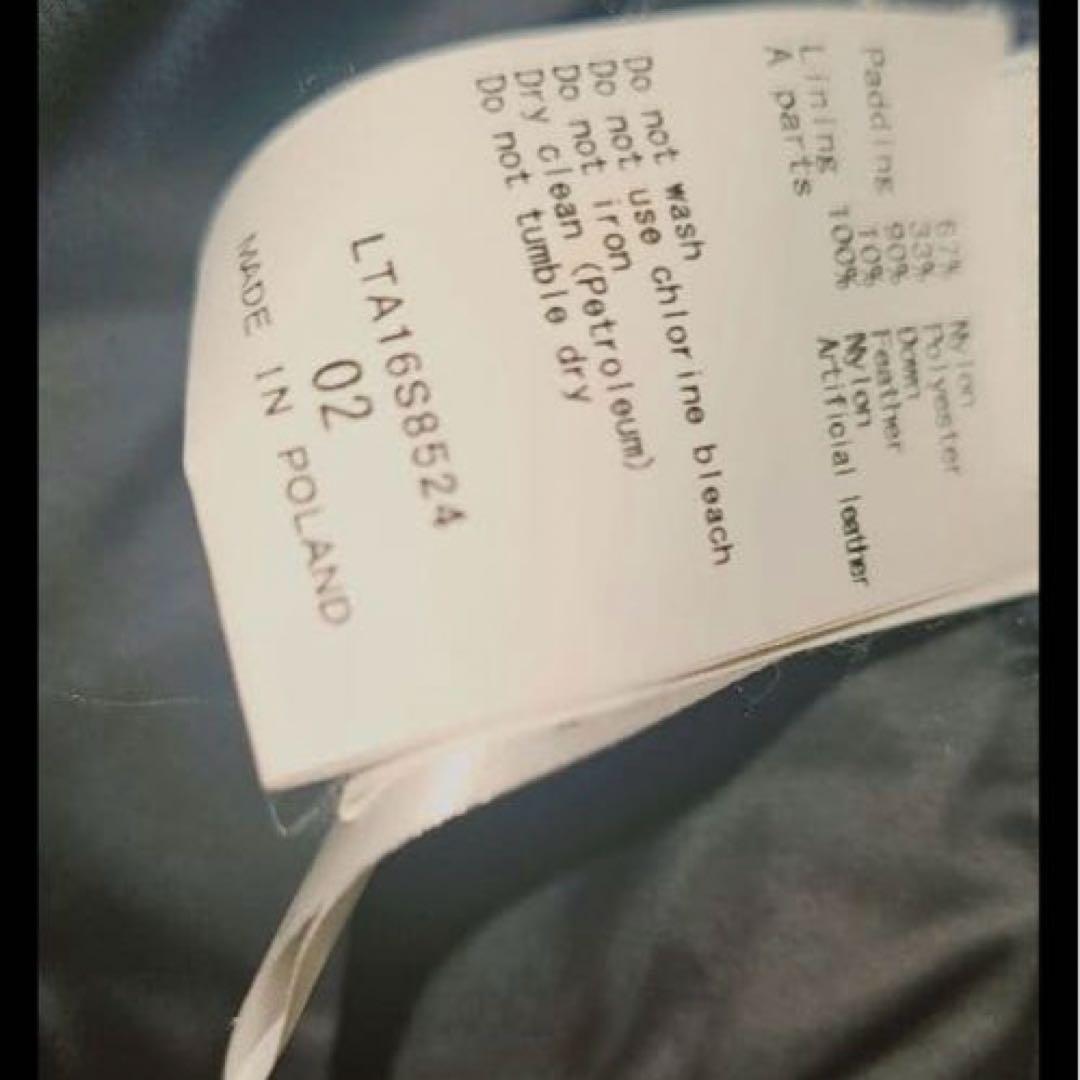 67% Nylon
33% Polyester
Padding 90% Down
10% Feather
Lining 100% Nylon
A parts Artificial leather
Do not wash
Do not use chlorine bleach
Do not iron
Dry clean (Petroleum)
Do not tumble dry
LTA16S8524
02
MADE IN POLAND